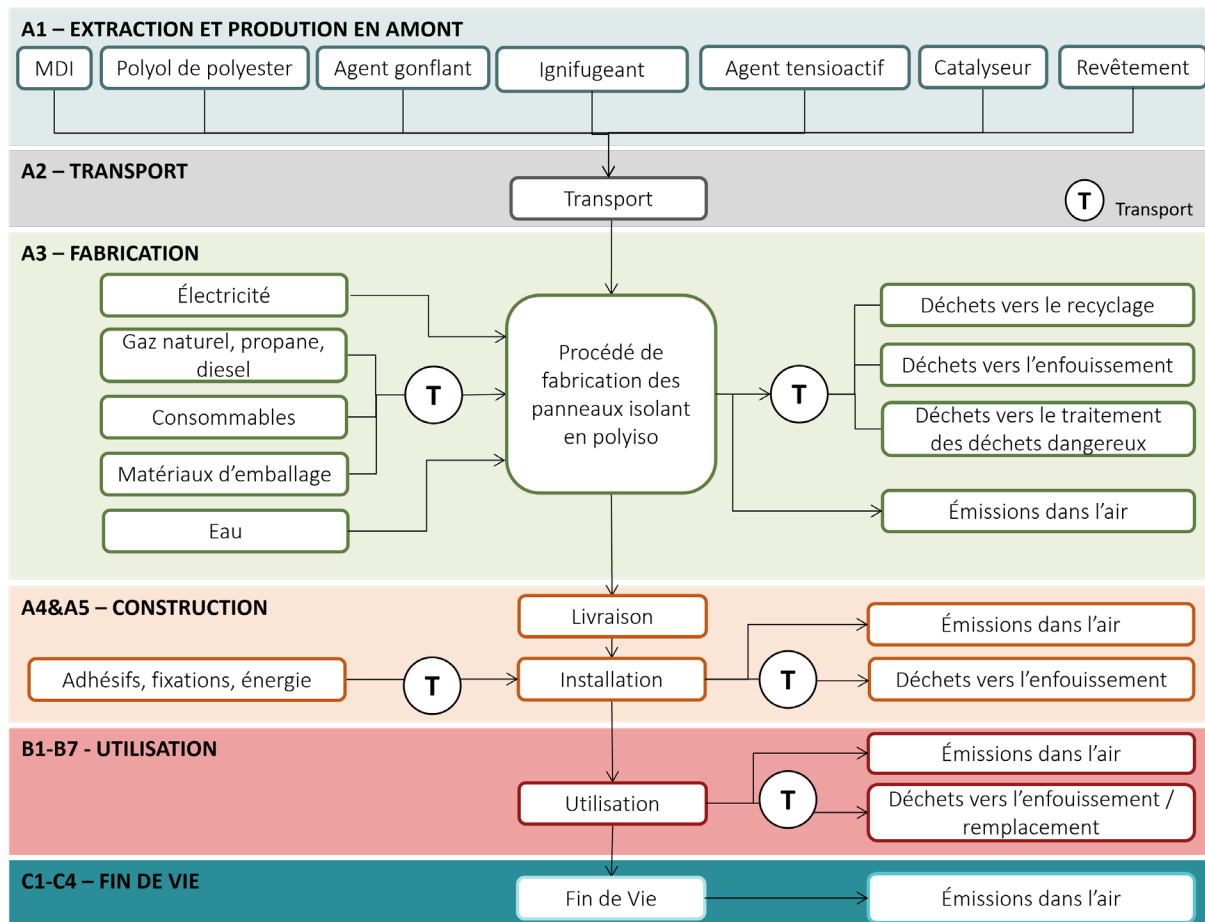 A1 – EXTRACTION ET PRODUTION EN AMONT
MDI
Polyol de polyester
Agent gonflant
Ignifugeant
Agent tensioactif
Catalyseur
Revêtement
A2 – TRANSPORT
Transport
T
Transport
A3 – FABRICATION
Électricité
Gaz naturel, propane,
diesel
Consommables
Matériaux d'emballage
Eau
T
Procédé de
fabrication des
panneaux isolant
en polyiso
T
Déchets vers le recyclage
Déchets vers l'enfouissement
Déchets vers le traitement
des déchets dangereux
Émissions dans l'air
A4&A5 – CONSTRUCTION
Livraison
Adhésifs, fixations, énergie
T
Installation
T
Émissions dans l'air
Déchets vers l'enfouissement
B1-B7 - UTILISATION
Utilisation
T
Émissions dans l'air
Déchets vers l'enfouissement /
remplacement
C1-C4 – FIN DE VIE
Fin de Vie
Émissions dans l'air